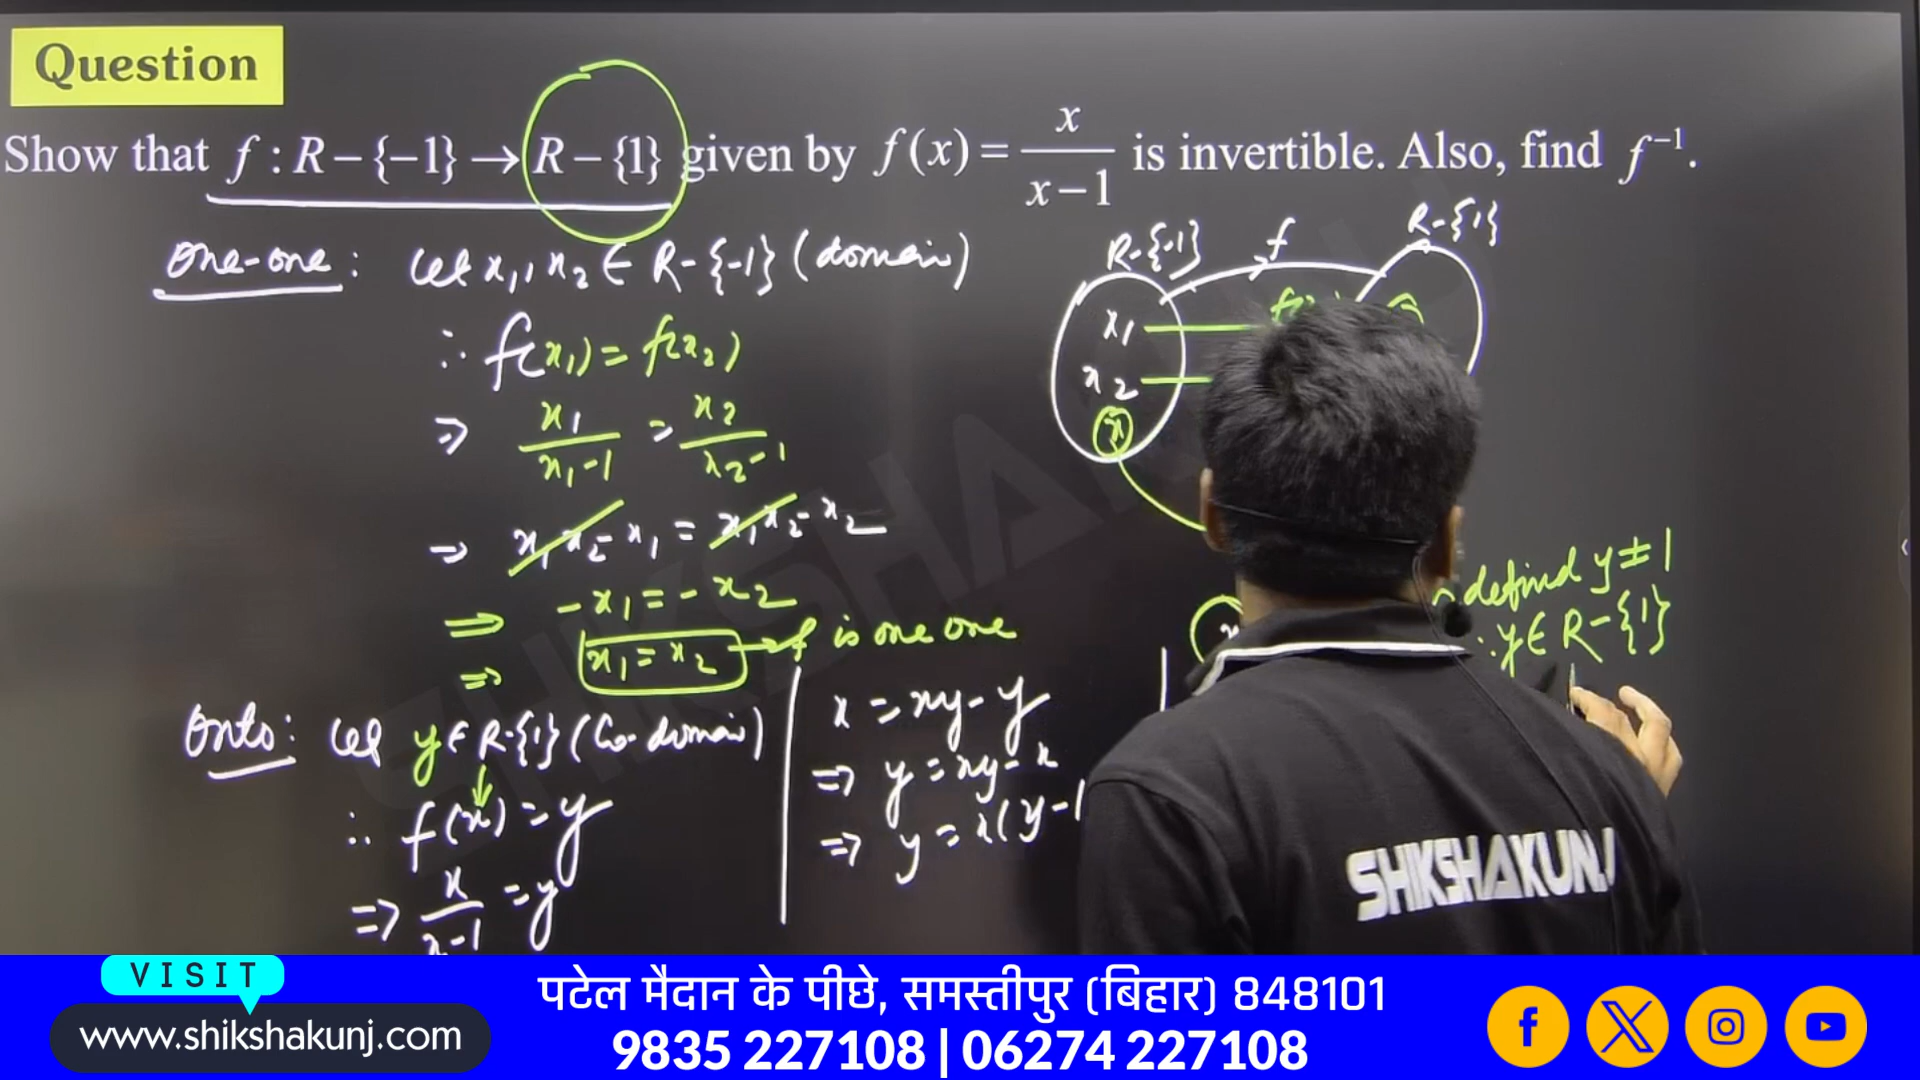 Question
Show that f : R – {–1} → R – {1} given by f(x) = x/(x–1) is invertible. Also, find f⁻¹.
One-one : Let x₁, x₂ ∈ R-{-1} (domain)
∴ f(x₁) = f(x₂)
⇒ x₁/(x₁-1) = x₂/(x₂-1)
⇒ x₁x₂ - x₁ = x₁x₂ - x₂
⇒ -x₁ = -x₂
⇒ x₁ = x₂ → f is one one
Onto : Let y ∈ R-{1} (Co-domain)
∴ f(x) = y
⇒ x/(x-1) = y
x = xy - y
⇒ y = xy - x
⇒ y = x(y-1
R-{-1}
f
R-{1}
x₁
x₂
x
defined y ≠ 1
∴ y ∈ R-{1}
SHIKSHAKUNJ
SHIKSHAKUNJ
VISIT
www.shikshakunj.com
पटेल मैदान के पीछे, समस्तीपुर (बिहार) 848101
9835 227108 | 06274 227108